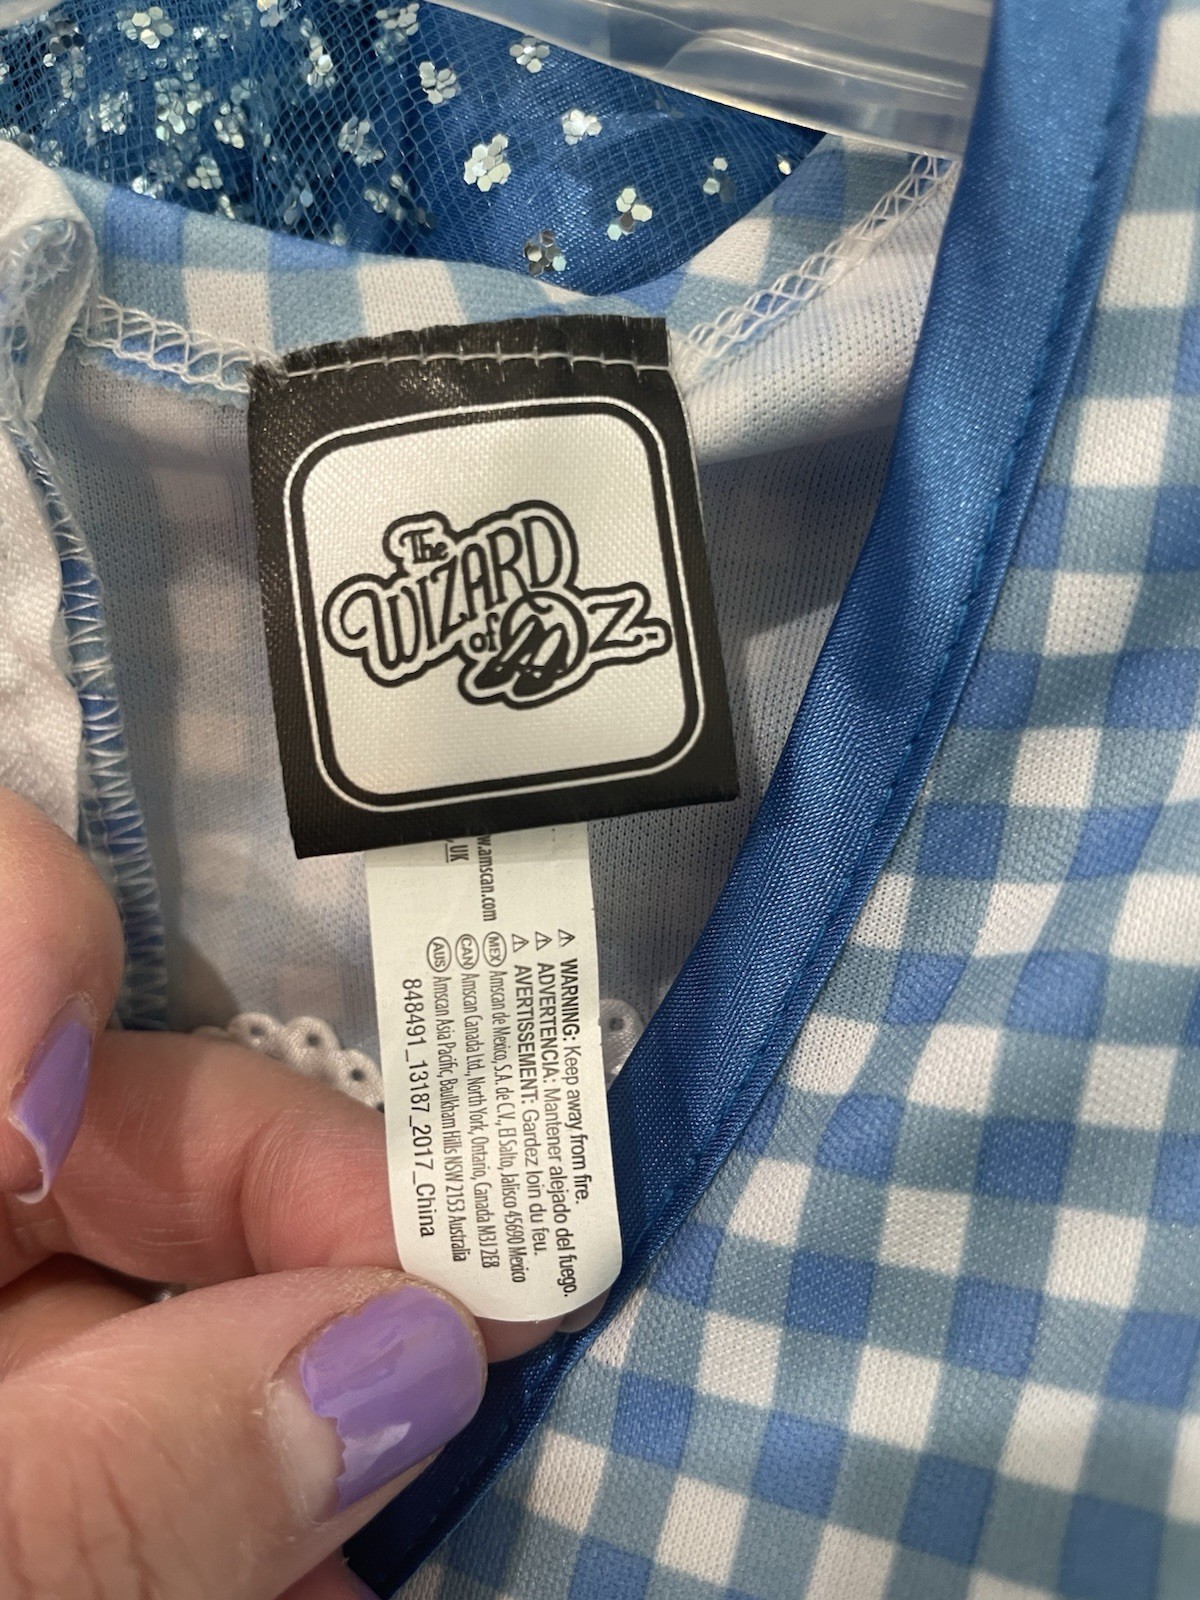 The
WIZARD
of OZ
⚠ WARNING: Keep away from fire.
⚠ ADVERTENCIA: Mantener alejado del fuego.
⚠ AVERTISSEMENT: Gardez loin du feu.
w.amscan.com MEX Amscan de Mexico, S.A. de C.V., El Salto, Jalisco 45690 Mexico
UK CAN Amscan Canada Ltd., North York, Ontario, Canada M3J 2E8
AUS Amscan Asia Pacific, Baulkham Hills NSW 2153 Australia
848491_13187_2017_China